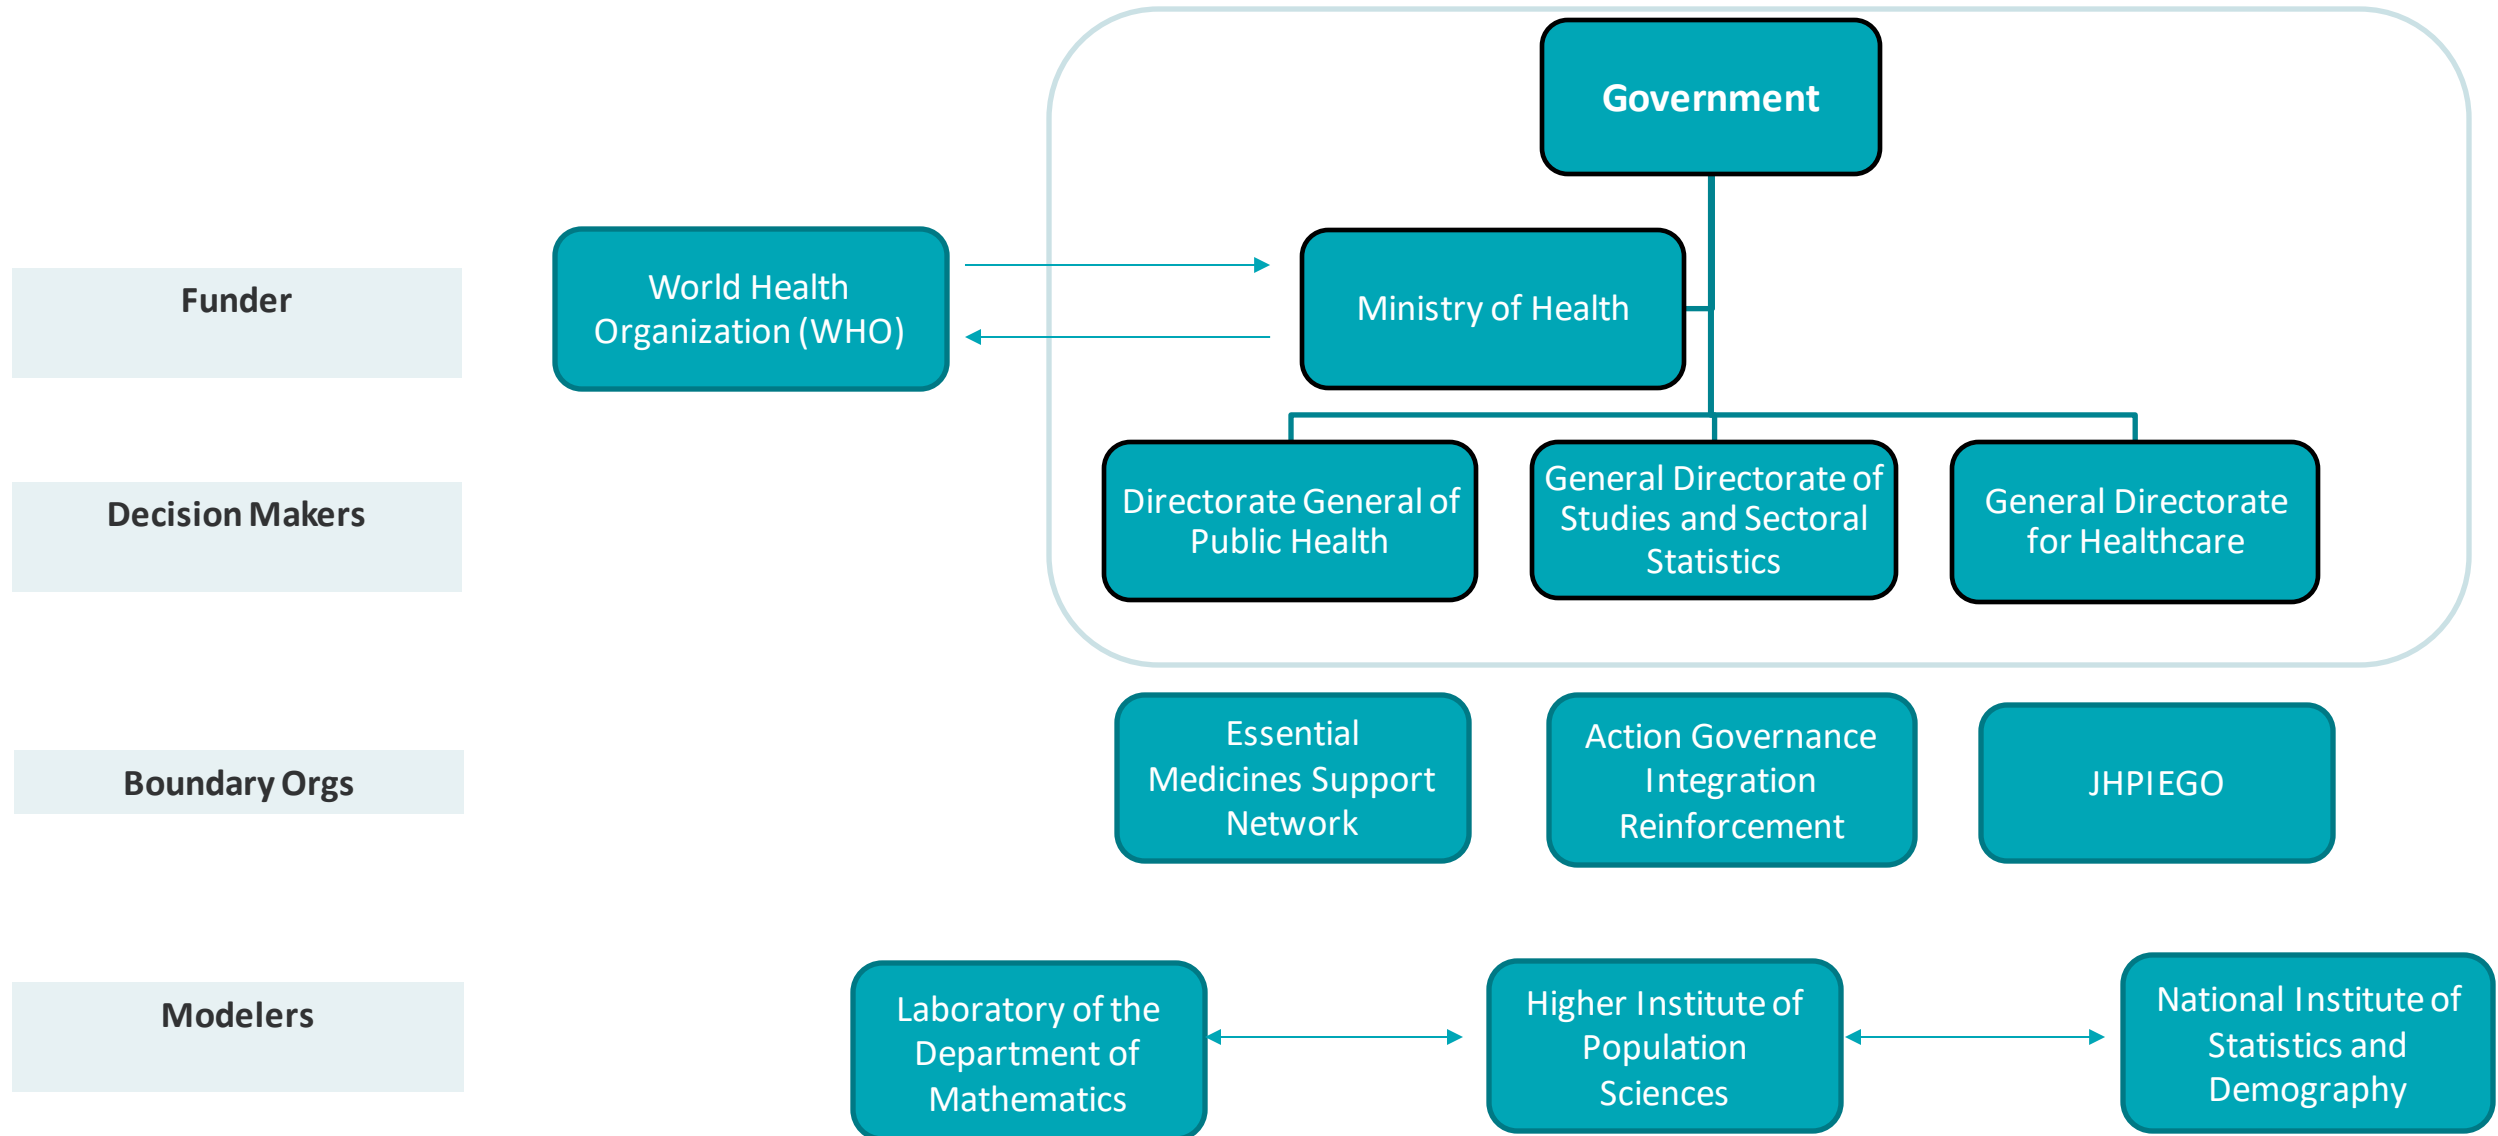 Government
Funder
World Health
Organization (WHO)
Ministry of Health
Decision Makers
Directorate General of
Public Health
General Directorate of
Studies and Sectoral
Statistics
General Directorate
for Healthcare
Boundary Orgs
Essential
Medicines Support
Network
Action Governance
Integration
Reinforcement
JHPIEGO
Modelers
Laboratory of the
Department of
Mathematics
Higher Institute of
Population
Sciences
National Institute of
Statistics and
Demography